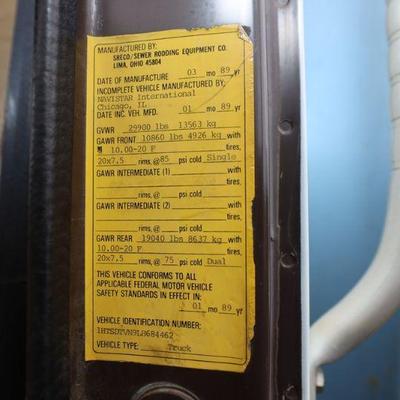 MANUFACTURED BY:
SRECO/SEWER RODDING EQUIPMENT CO.
LIMA, OHIO 45804
DATE OF MANUFACTURE 03 mo 89 yr
INCOMPLETE VEHICLE MANUFACTURED BY:
NAVISTAR International
Chicago, IL
DATE INC. VEH. MFD. 01 mo 89 yr
GVWR 29900 lbs 13563 kg
GAWR FRONT 10860 lbs 4926 kg with
10.00-20 F tires,
20x7.5 rims, @ 85 psi cold Single
GAWR INTERMEDIATE (1) with
tires,
rims, @ psi cold
GAWR INTERMEDIATE (2) with
tires,
rims, @ psi cold
GAWR REAR 19040 lbs 8637 kg with
10.00-20 F tires,
20x7.5 rims, @ 75 psi cold Dual
THIS VEHICLE CONFORMS TO ALL
APPLICABLE FEDERAL MOTOR VEHICLE
SAFETY STANDARDS IN EFFECT IN:
01 mo 89 yr
VEHICLE IDENTIFICATION NUMBER:
VEHICLE TYPE: Truck